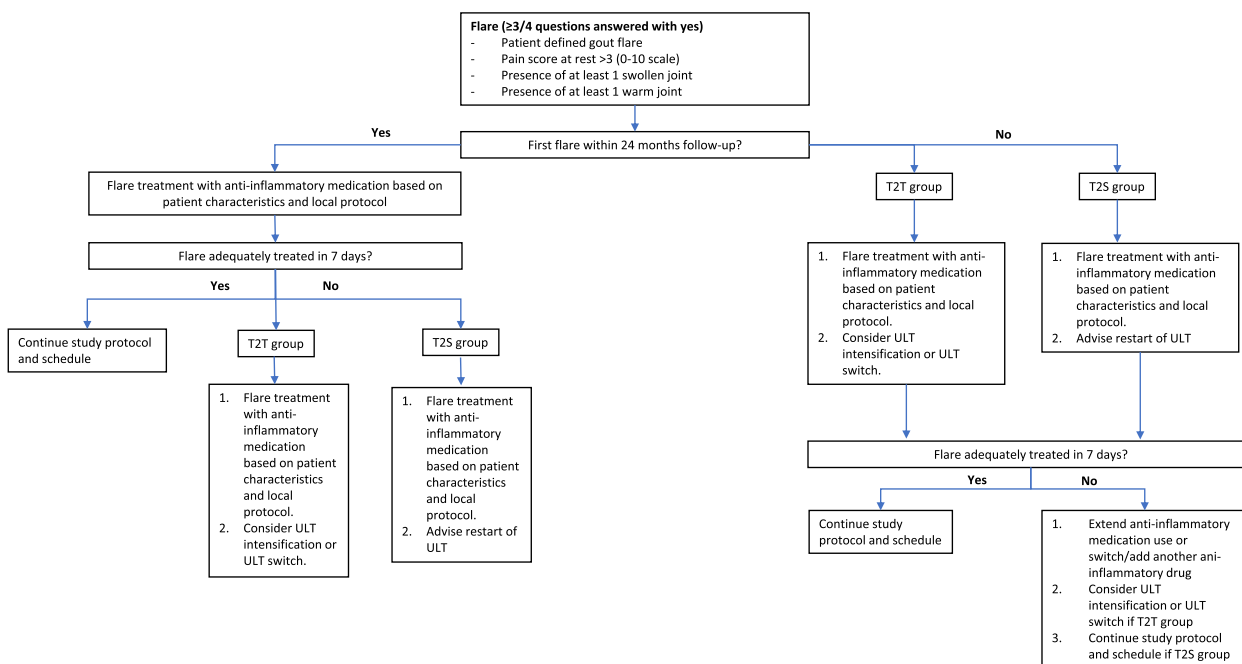 Flare (≥3/4 questions answered with yes)
- Patient defined gout flare
- Pain score at rest >3 (0-10 scale)
- Presence of at least 1 swollen joint
- Presence of at least 1 warm joint
Yes
First flare within 24 months follow-up?
No
Flare treatment with anti-inflammatory medication based on
patient characteristics and local protocol
Flare adequately treated in 7 days?
Yes
No
Continue study protocol
and schedule
T2T group
T2S group
1. Flare treatment
with anti-
inflammatory
medication
based on patient
characteristics
and local
protocol.
2. Consider ULT
intensification or
ULT switch.
1. Flare treatment
with anti-
inflammatory
medication
based on patient
characteristics
and local
protocol.
2. Advise restart of
ULT
T2T group
T2S group
1. Flare treatment with anti-
inflammatory medication
based on patient
characteristics and local
protocol.
2. Consider ULT
intensification or ULT
switch.
1. Flare treatment with anti-
inflammatory medication
based on patient
characteristics and local
protocol.
2. Advise restart of ULT
Flare adequately treated in 7 days?
Yes
No
Continue study
protocol and schedule
1. Extend anti-inflammatory
medication use or
switch/add another ani-
inflammatory drug
2. Consider ULT
intensification or ULT
switch if T2T group
3. Continue study protocol
and schedule if T2S group